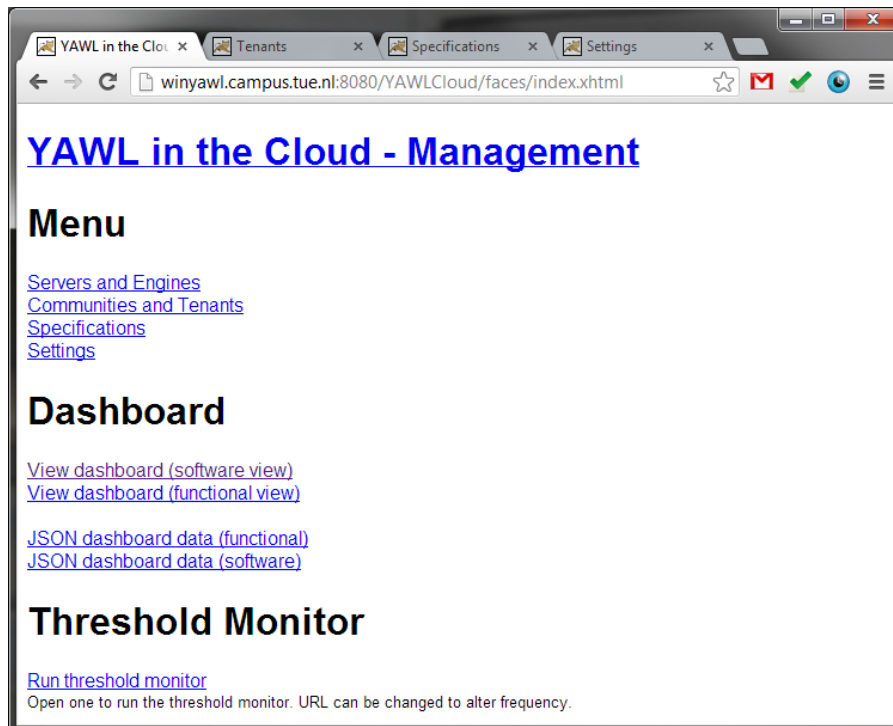 YAWL in the Clou
Tenants
Specifications
Settings
winyawl.campus.tue.nl:8080/YAWLCloud/faces/index.xhtml
YAWL in the Cloud - Management
Menu
Servers and Engines
Communities and Tenants
Specifications
Settings
Dashboard
View dashboard (software view)
View dashboard (functional view)
JSON dashboard data (functional)
JSON dashboard data (software)
Threshold Monitor
Run threshold monitor
Open one to run the threshold monitor. URL can be changed to alter frequency.